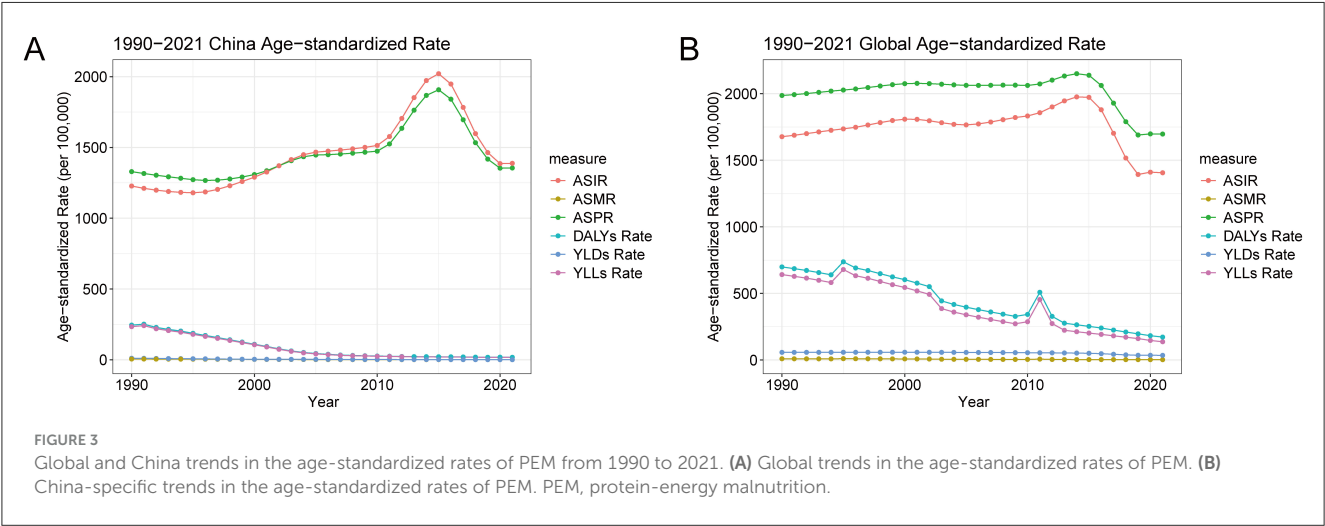 A
1990−2021 China Age−standardized Rate
Age−standardized Rate (per 100,000)
2000
1500
1000
500
0
1990
2000
2010
2020
Year
measure
ASIR
ASMR
ASPR
DALYs Rate
YLDs Rate
YLLs Rate
B
1990−2021 Global Age−standardized Rate
Age−standardized Rate (per 100,000)
2000
1500
1000
500
0
1990
2000
2010
2020
Year
measure
ASIR
ASMR
ASPR
DALYs Rate
YLDs Rate
YLLs Rate
FIGURE 3
Global and China trends in the age-standardized rates of PEM from 1990 to 2021. (A) Global trends in the age-standardized rates of PEM. (B)
China-specific trends in the age-standardized rates of PEM. PEM, protein-energy malnutrition.